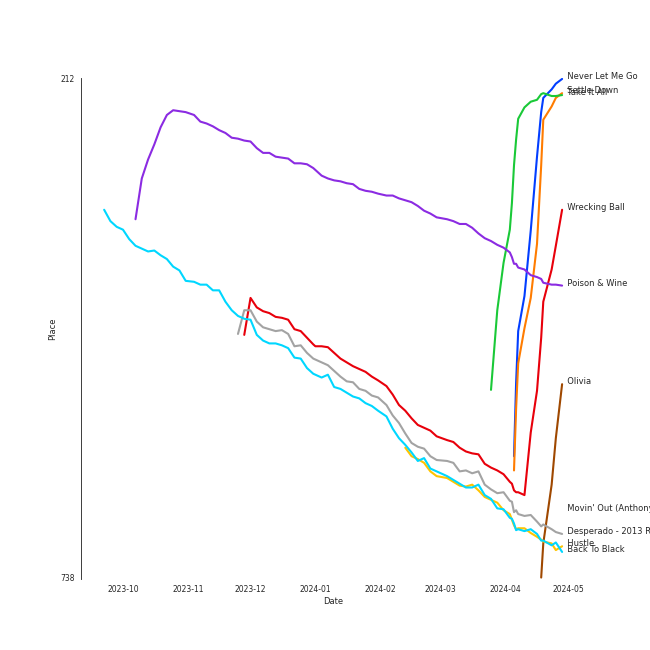 212
Never Let Me Go
Settle Down
Take It All
Wrecking Ball
Poison & Wine
Place
Olivia
Movin' Out (Anthony
Desperado - 2013 R
Hustle
Back To Black
738
2023-10
2023-11
2023-12
2024-01
2024-02
2024-03
2024-04
2024-05
Date